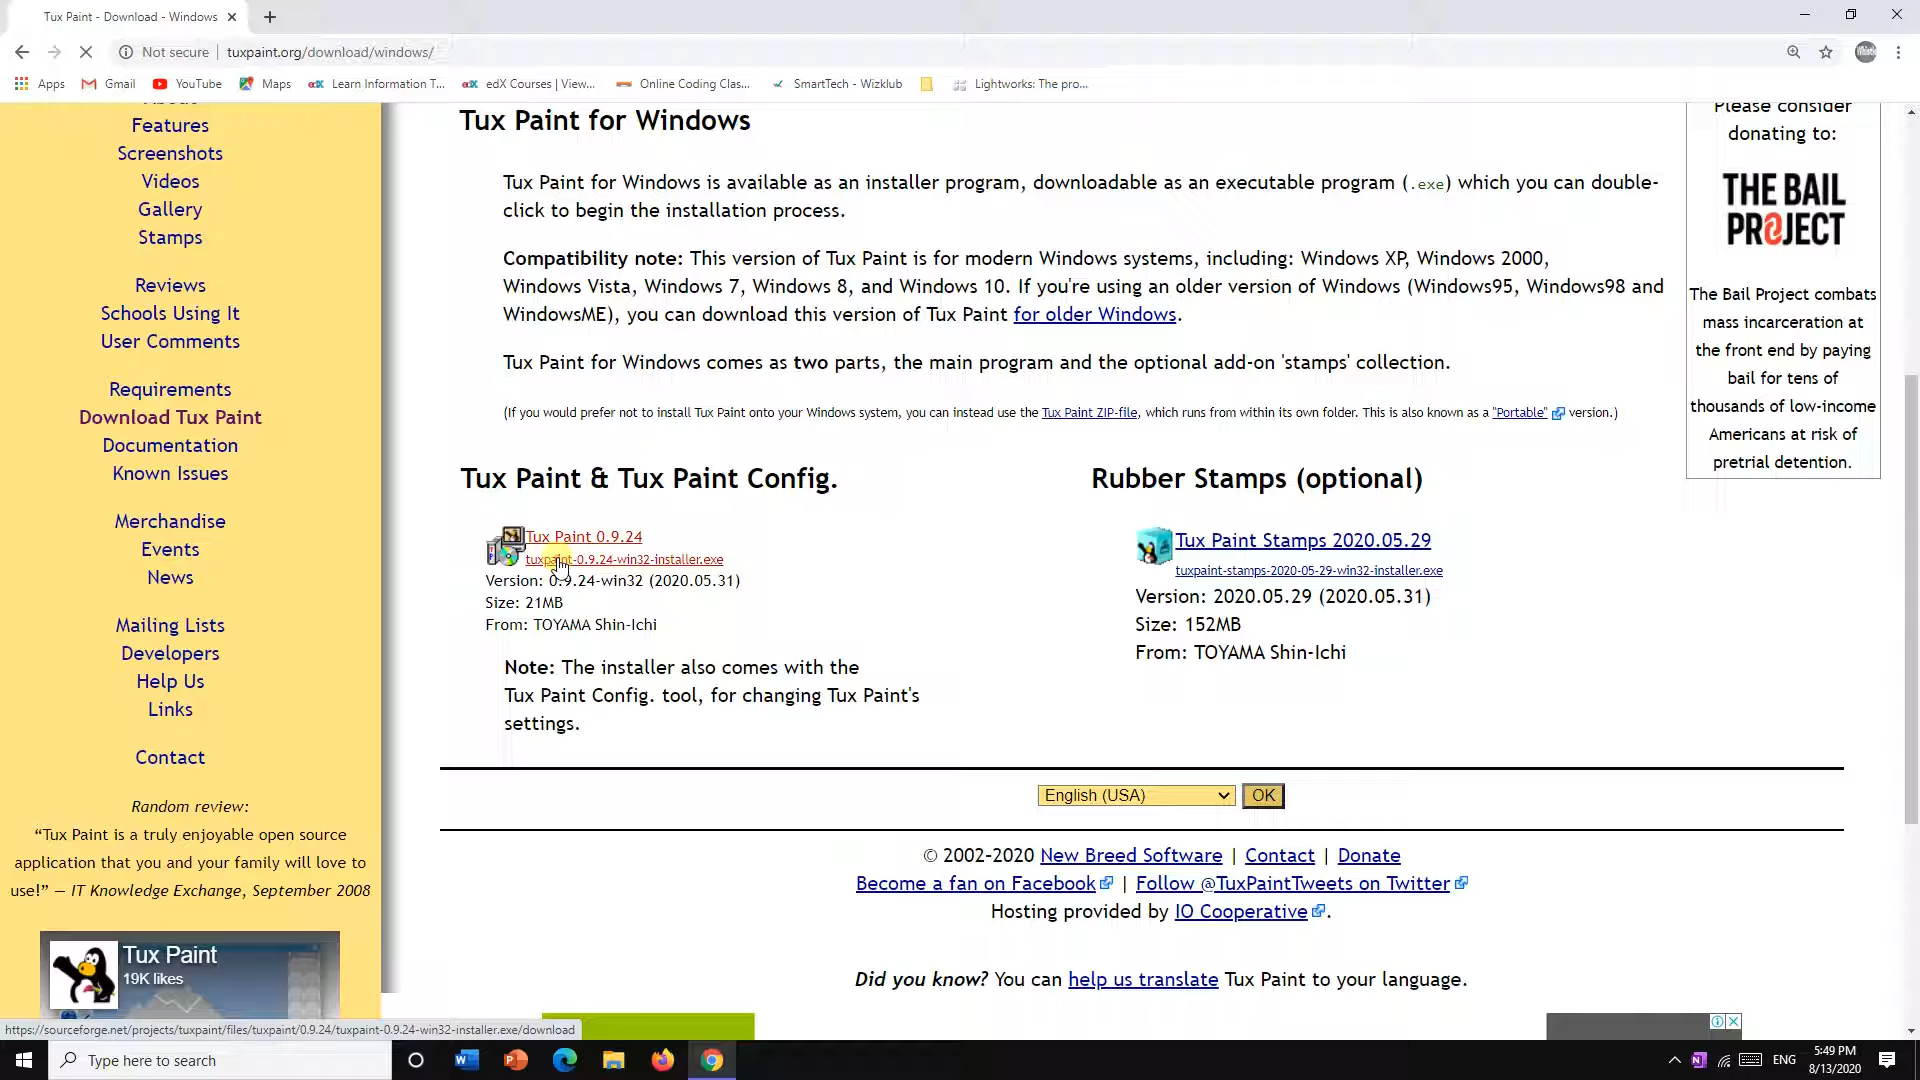 Tux Paint - Download - Windows
Not secure
tuxpaint.org/download/windows/
Apps
Gmail
YouTube
Maps
Learn Information T...
edX Courses | View...
Online Coding Clas...
SmartTech - Wizklub
Lightworks: The pro...
Features
Screenshots
Videos
Gallery
Stamps
Reviews
Schools Using It
User Comments
Requirements
Download Tux Paint
Documentation
Known Issues
Merchandise
Events
News
Mailing Lists
Developers
Help Us
Links
Contact
Random review:
“Tux Paint is a truly enjoyable open source
application that you and your family will love to
use!” — IT Knowledge Exchange, September 2008
Tux Paint
19K likes
Tux Paint for Windows
Tux Paint for Windows is available as an installer program, downloadable as an executable program (.exe) which you can double-
click to begin the installation process.
Compatibility note: This version of Tux Paint is for modern Windows systems, including: Windows XP, Windows 2000,
Windows Vista, Windows 7, Windows 8, and Windows 10. If you're using an older version of Windows (Windows95, Windows98 and
WindowsME), you can download this version of Tux Paint for older Windows.
Tux Paint for Windows comes as two parts, the main program and the optional add-on 'stamps' collection.
(If you would prefer not to install Tux Paint onto your Windows system, you can instead use the Tux Paint ZIP-file, which runs from within its own folder. This is also known as a "Portable" version.)
Tux Paint & Tux Paint Config.
Tux Paint 0.9.24
tuxpaint-0.9.24-win32-installer.exe
Version: 0.9.24-win32 (2020.05.31)
Size: 21MB
From: TOYAMA Shin-Ichi
Note: The installer also comes with the
Tux Paint Config. tool, for changing Tux Paint's
settings.
Rubber Stamps (optional)
Tux Paint Stamps 2020.05.29
tuxpaint-stamps-2020-05-29-win32-installer.exe
Version: 2020.05.29 (2020.05.31)
Size: 152MB
From: TOYAMA Shin-Ichi
English (USA)
OK
© 2002-2020 New Breed Software | Contact | Donate
Become a fan on Facebook | Follow @TuxPaintTweets on Twitter
Hosting provided by IO Cooperative.
Did you know? You can help us translate Tux Paint to your language.
Please consider
donating to:
THE BAIL
PROJECT
The Bail Project combats
mass incarceration at
the front end by paying
bail for tens of
thousands of low-income
Americans at risk of
pretrial detention.
https://sourceforge.net/projects/tuxpaint/files/tuxpaint/0.9.24/tuxpaint-0.9.24-win32-installer.exe/download
Type here to search
ENG
5:49 PM
8/13/2020